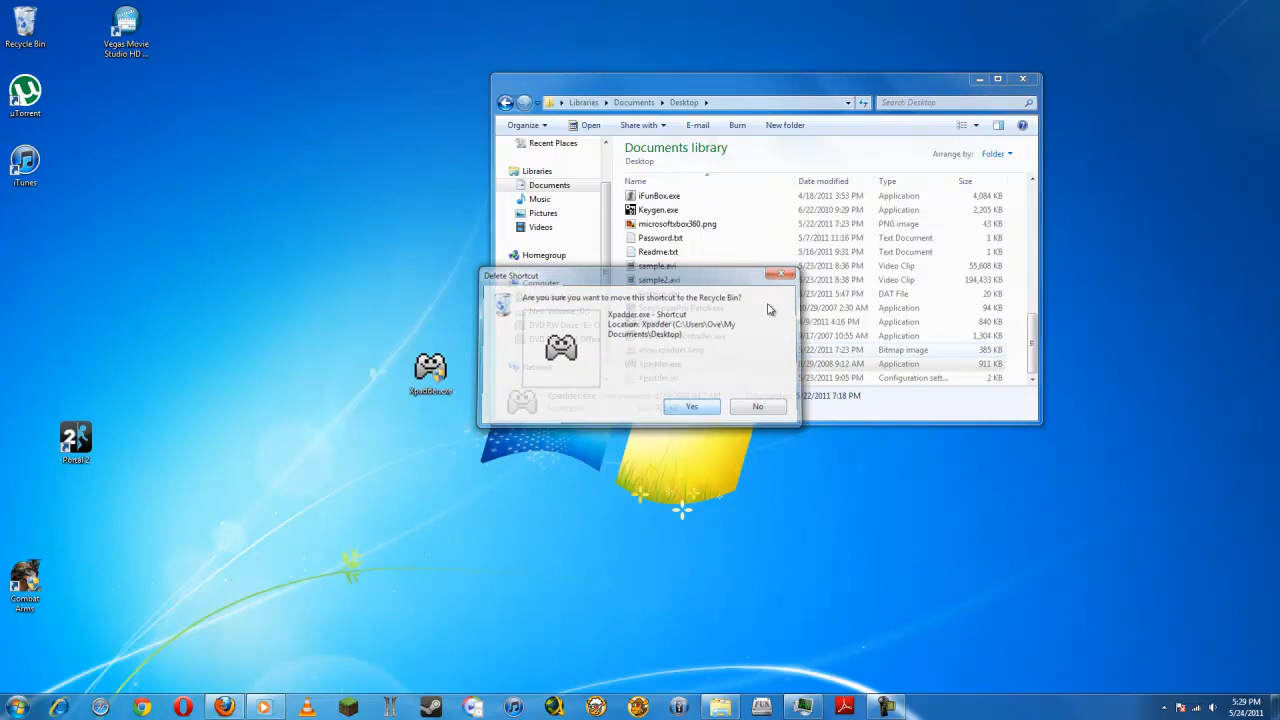 Recycle Bin
Vegas Movie
Studio HD ...
µTorrent
iTunes
Xpadder.exe
Portal 2
Combat
Arms
Libraries
Documents
Desktop
Search Desktop
Organize
Open
Share with
E-mail
Burn
New folder
Recent Places
Libraries
Documents
Music
Pictures
Videos
Homegroup
Computer
Documents library
Desktop
Arrange by:
Folder
Name
Date modified
Type
Size
iFunBox.exe
4/18/2011 3:53 PM
Application
4,084 KB
Keygen.exe
6/22/2010 9:29 PM
Application
2,205 KB
microsoftxbox360.png
5/22/2011 7:23 PM
PNG image
43 KB
Password.txt
5/7/2011 11:16 PM
Text Document
1 KB
Readme.txt
5/16/2011 9:31 PM
Text Document
1 KB
sample.avi
5/23/2011 8:36 PM
Video Clip
55,608 KB
sample2.avi
5/23/2011 8:38 PM
Video Clip
194,433 KB
5/23/2011 5:47 PM
DAT File
20 KB
10/29/2007 2:30 AM
Application
94 KB
6/9/2011 4:16 PM
Application
840 KB
11/6/2007 10:05 AM
Application
1,304 KB
5/22/2011 7:23 PM
Bitmap image
385 KB
9:12 AM
Application
911 KB
5/23/2011 9:05 PM
Configuration sett...
2 KB
5/22/2011 7:18 PM
Delete Shortcut
Are you sure you want to move this shortcut to the Recycle Bin?
Xpadder.exe - Shortcut
Location: Xpadder (C:\Users\Ove\My
Documents\Desktop)
Yes
No
5:29 PM
5/24/2011